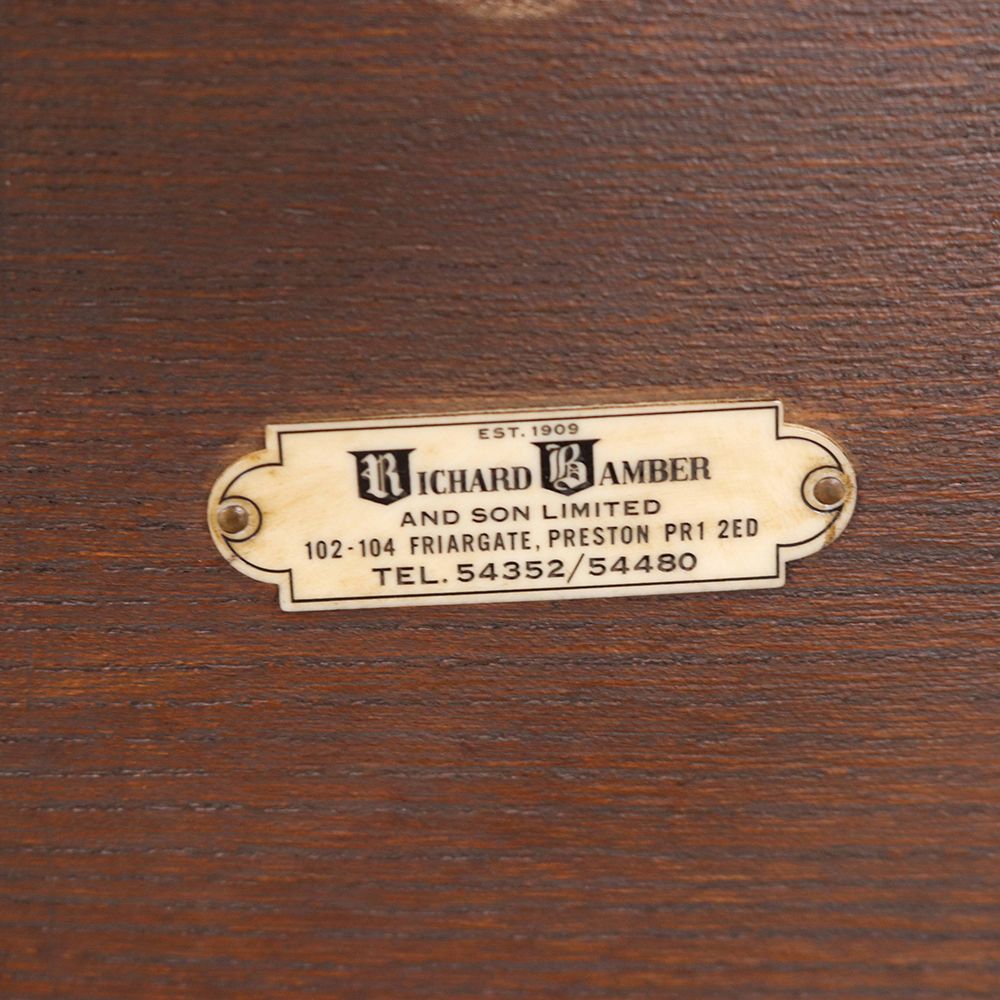 EST. 1909
RICHARD BAMBER
AND SON LIMITED
102-104 FRIARGATE, PRESTON PR1 2ED
TEL. 54352/54480